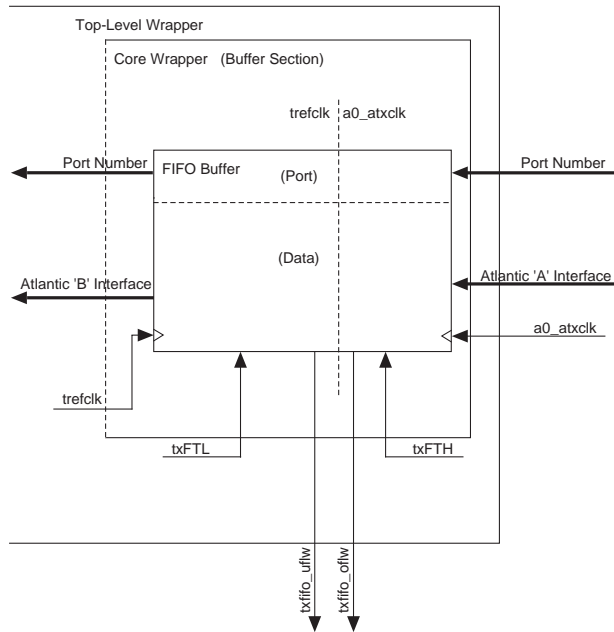 Top-Level Wrapper
Core Wrapper (Buffer Section)
trefclk a0_atxclk
Port Number
FIFO Buffer
(Port)
Port Number
(Data)
Atlantic 'B' Interface
Atlantic 'A' Interface
a0_atxclk
trefclk
txFTL
txFTH
txfifo_uflw
txfifo_oflw